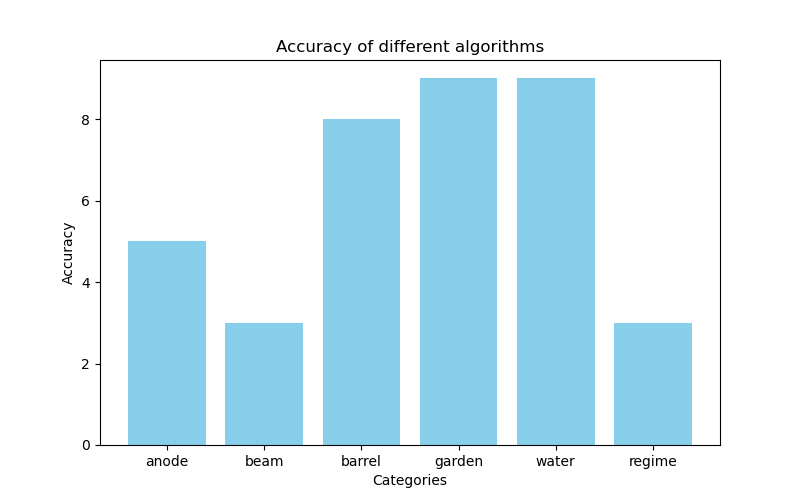 Accuracy of different algorithms
Accuracy
8
6
4
2
0
anode beam barrel garden water regime
Categories